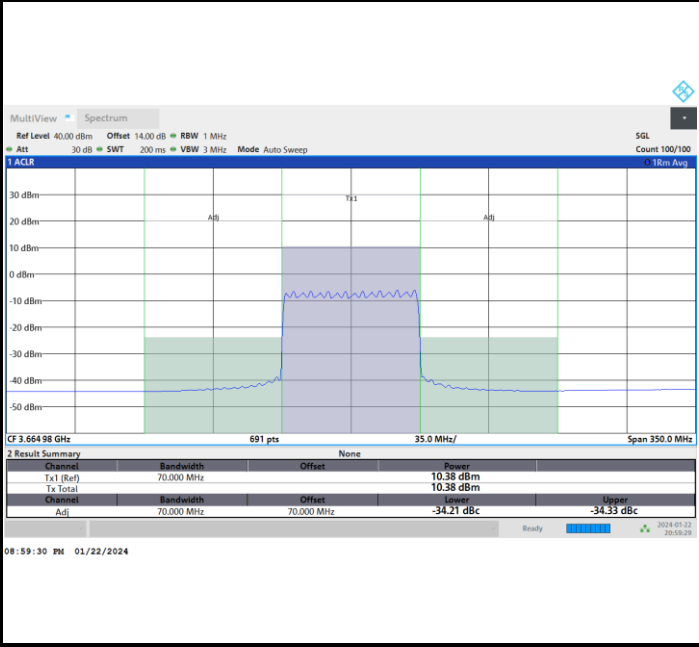 MultiView Spectrum
Ref Level 40.00 dBm Offset 14.00 dB RBW 1 MHz SGL
Att 30 dB SWT 200 ms VBW 3 MHz Mode Auto Sweep Count 100/100
1 ACLR 1Rm Avg
30 dBm
Tx1
20 dBm
Adj Adj
10 dBm
0 dBm
-10 dBm
-20 dBm
-30 dBm
-40 dBm
-50 dBm
CF 3.664 98 GHz 691 pts 35.0 MHz/ Span 350.0 MHz
2 Result Summary None
Channel Bandwidth Offset Power
Tx1 (Ref) 70.000 MHz 10.38 dBm
Tx Total 10.38 dBm
Channel Bandwidth Offset Lower Upper
Adj 70.000 MHz 70.000 MHz -34.21 dBc -34.33 dBc
Ready 2024-01-22
20:59:29
08:59:30 PM 01/22/2024